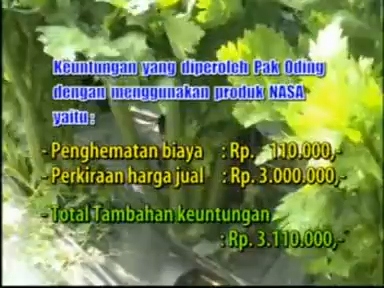 Keuntungan yang diperoleh Pak Oding
dengan menggunakan produk NASA
yaitu :
- Penghematan biaya : Rp. 110.000,-
- Perkiraan harga jual : Rp. 3.000.000,-
- Total Tambahan keuntungan
: Rp. 3.110.000,-